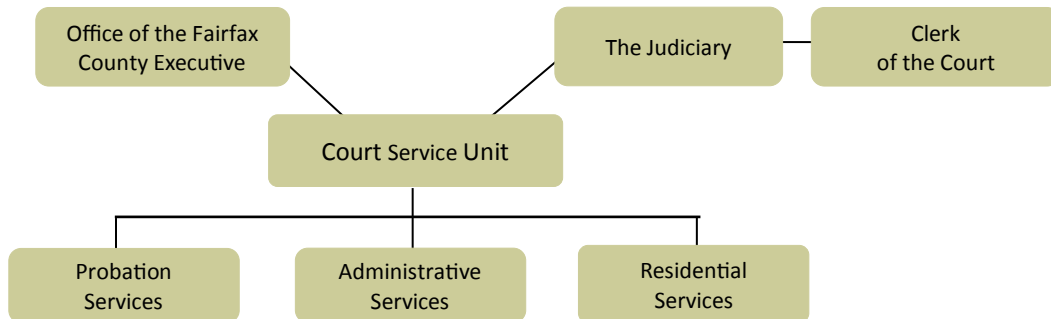 Office of the Fairfax
County Executive
The Judiciary
Clerk
of the Court
Court Service Unit
Probation
Services
Administrative
Services
Residential
Services